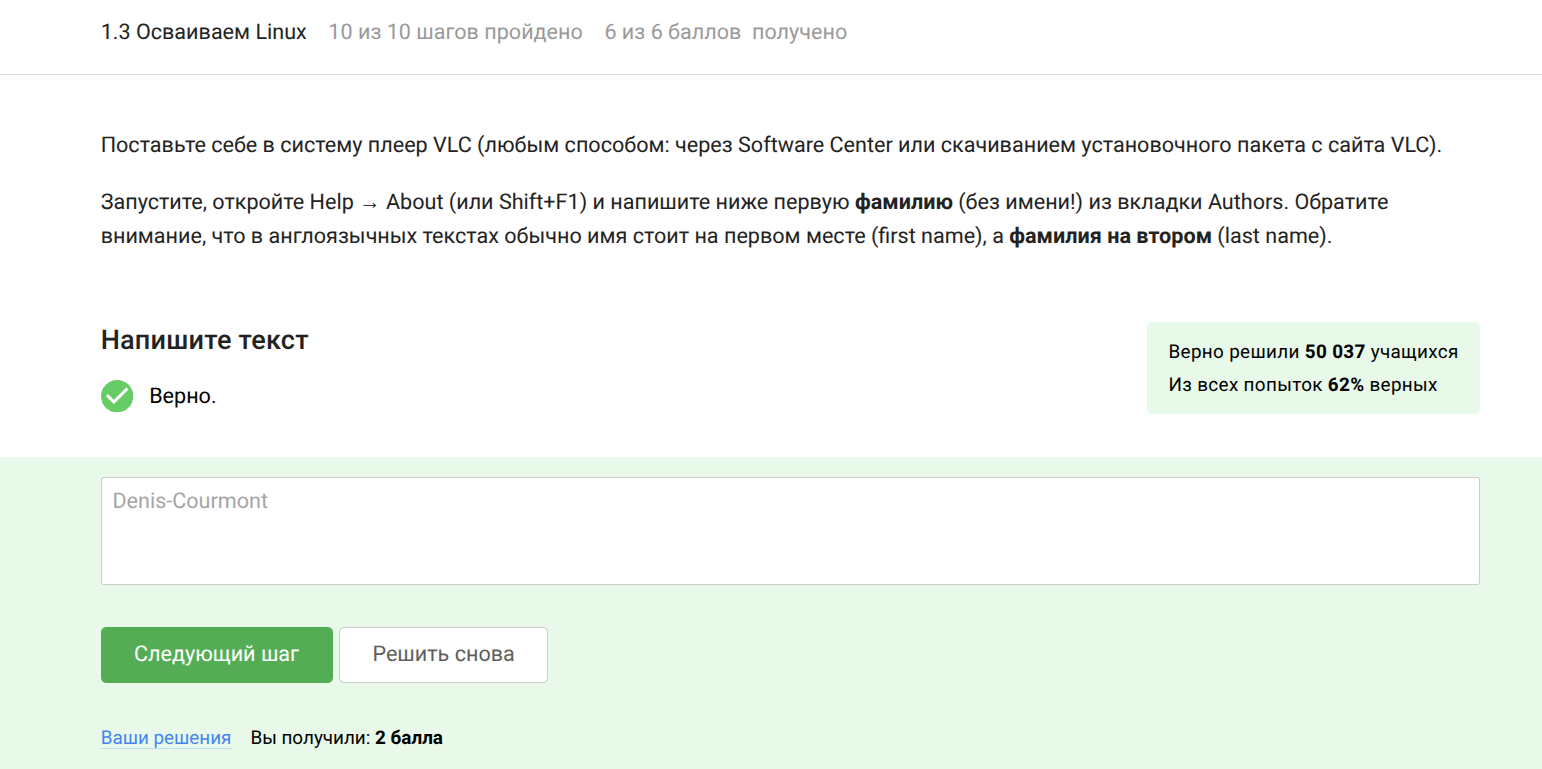 1.3 Осваиваем Linux 10 из 10 шагов пройдено 6 из 6 баллов получено
Поставьте себе в систему плеер VLC (любым способом: через Software Center или скачиванием установочного пакета с сайта VLC).
Запустите, откройте Help → About (или Shift+F1) и напишите ниже первую фамилию (без имени!) из вкладки Authors. Обратите
внимание, что в англоязычных текстах обычно имя стоит на первом месте (first name), а фамилия на втором (last name).
Напишите текст
Верно.
Верно решили 50 037 учащихся
Из всех попыток 62% верных
Denis-Courmont
Следующий шаг
Решить снова
Ваши решения Вы получили: 2 балла